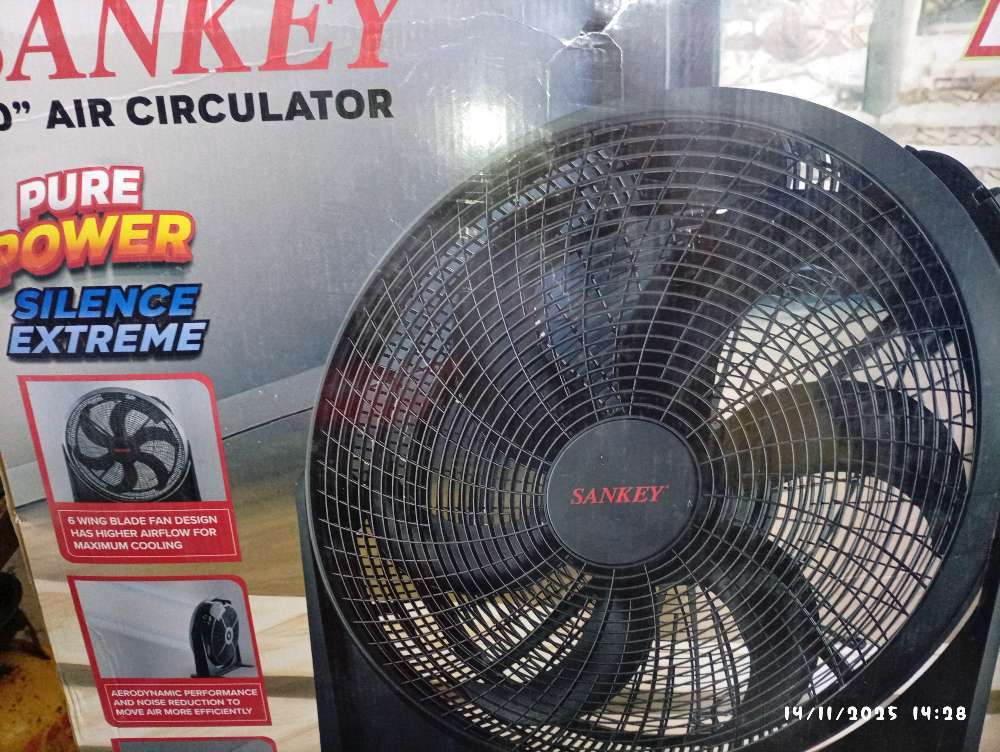 SANKEY
0” AIR CIRCULATOR
PURE
POWER
SILENCE
EXTREME
6 WING BLADE FAN DESIGN
HAS HIGHER AIRFLOW FOR
MAXIMUM COOLING
SANKEY
AERODYNAMIC PERFORMANCE
AND NOISE REDUCTION TO
MOVE AIR MORE EFFICIENTLY
14/11/2025 14:28